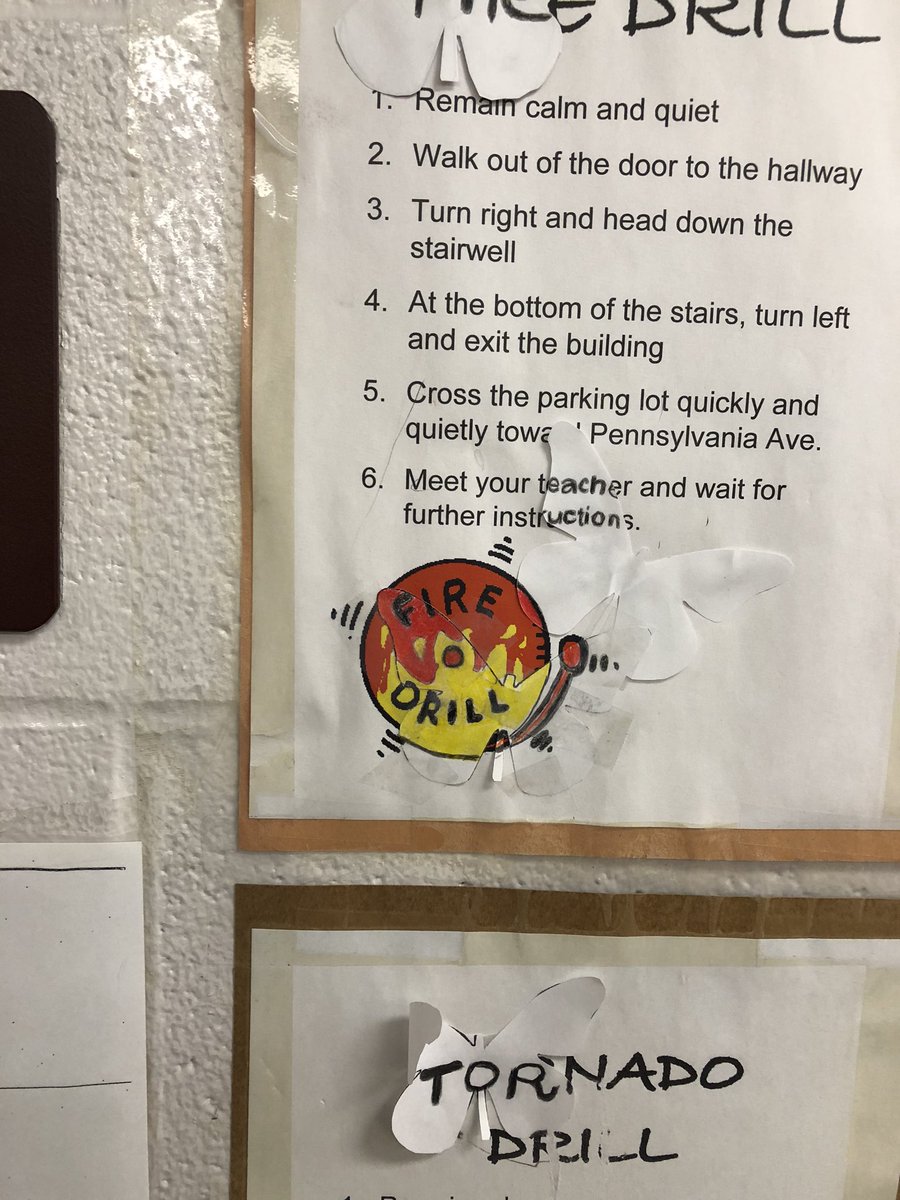 FIRE DRILL
1. Remain calm and quiet
2. Walk out of the door to the hallway
3. Turn right and head down the
stairwell
4. At the bottom of the stairs, turn left
and exit the building
5. Cross the parking lot quickly and
quietly toward Pennsylvania Ave.
6. Meet your teacher and wait for
further instructions.
FIRE
DRILL
TORNADO
DRILL